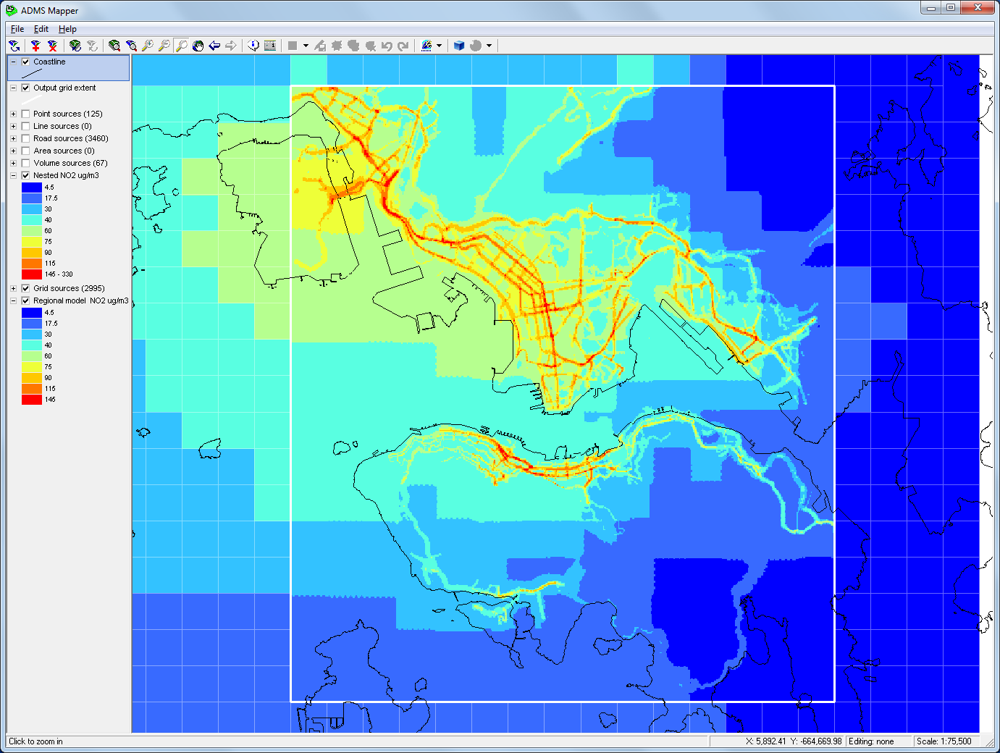 ADMS Mapper
File Edit Help
Coastline
Output grid extent
Point sources (125)
Line sources (0)
Road sources (3460)
Area sources (0)
Volume sources (67)
Nested NO2 ug/m3
4.5
17.5
30
40
60
75
90
115
145 - 330
Grid sources (2995)
Regional model NO2 ug/m3
4.5
17.5
30
40
60
75
90
115
145
Click to zoom in
X: 5,892.41 Y: -664,669.98
Editing: none
Scale: 1:75,500